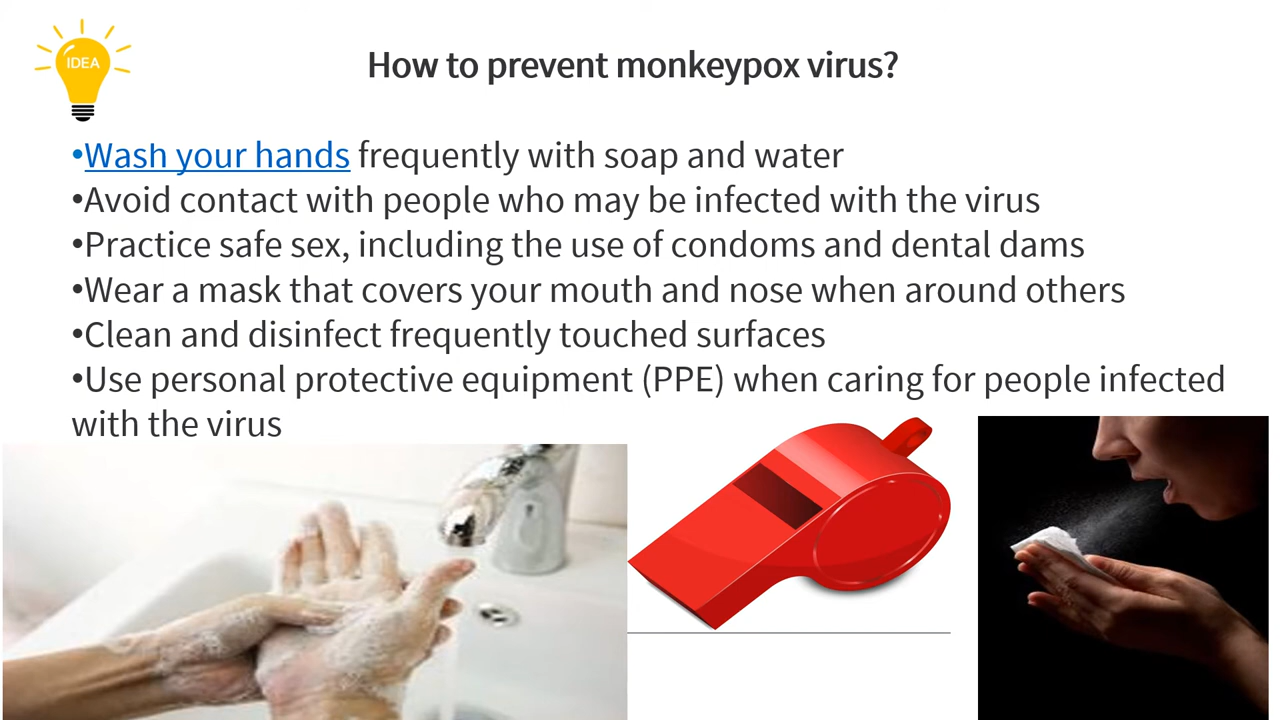 IDEA
How to prevent monkeypox virus?
•Wash your hands frequently with soap and water
•Avoid contact with people who may be infected with the virus
•Practice safe sex, including the use of condoms and dental dams
•Wear a mask that covers your mouth and nose when around others
•Clean and disinfect frequently touched surfaces
•Use personal protective equipment (PPE) when caring for people infected
with the virus